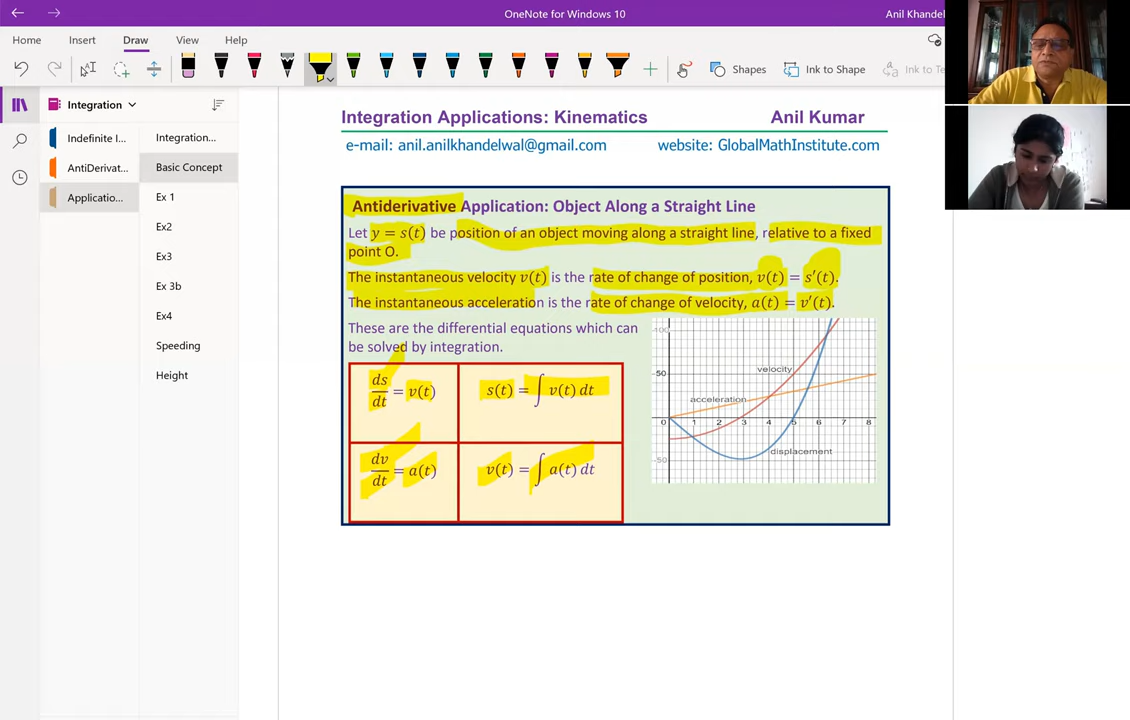 OneNote for Windows 10
Anil Khandel
Home Insert Draw View Help
Shapes Ink to Shape Ink to Te
Integration
Indefinite I...
AntiDerivat...
Applicatio...
Integration...
Basic Concept
Ex 1
Ex2
Ex3
Ex 3b
Ex4
Speeding
Height
Integration Applications: Kinematics Anil Kumar
e-mail: anil.anilkhandelwal@gmail.com website: GlobalMathInstitute.com
Antiderivative Application: Object Along a Straight Line
Let y = s(t) be position of an object moving along a straight line, relative to a fixed
point O.
The instantaneous velocity v(t) is the rate of change of position, v(t) = s′(t).
The instantaneous acceleration is the rate of change of velocity, a(t) = v′(t).
These are the differential equations which can
be solved by integration.
ds/dt = v(t) s(t) = ∫ v(t) dt
dv/dt = a(t) v(t) = ∫ a(t) dt
100
50
velocity
acceleration
0 1 2 3 4 5 6 7 8
displacement
-50